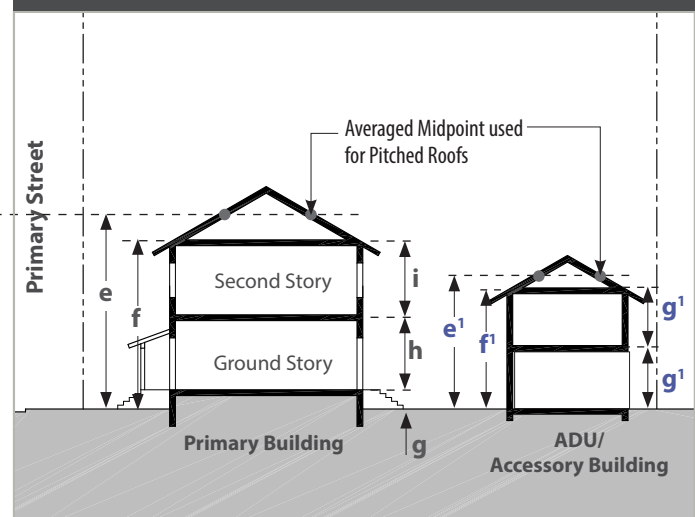 Primary Street
Averaged Midpoint used
for Pitched Roofs
e
f
Second Story
i
Ground Story
h
g
Primary Building
e¹
f¹
g¹
g¹
ADU/
Accessory Building